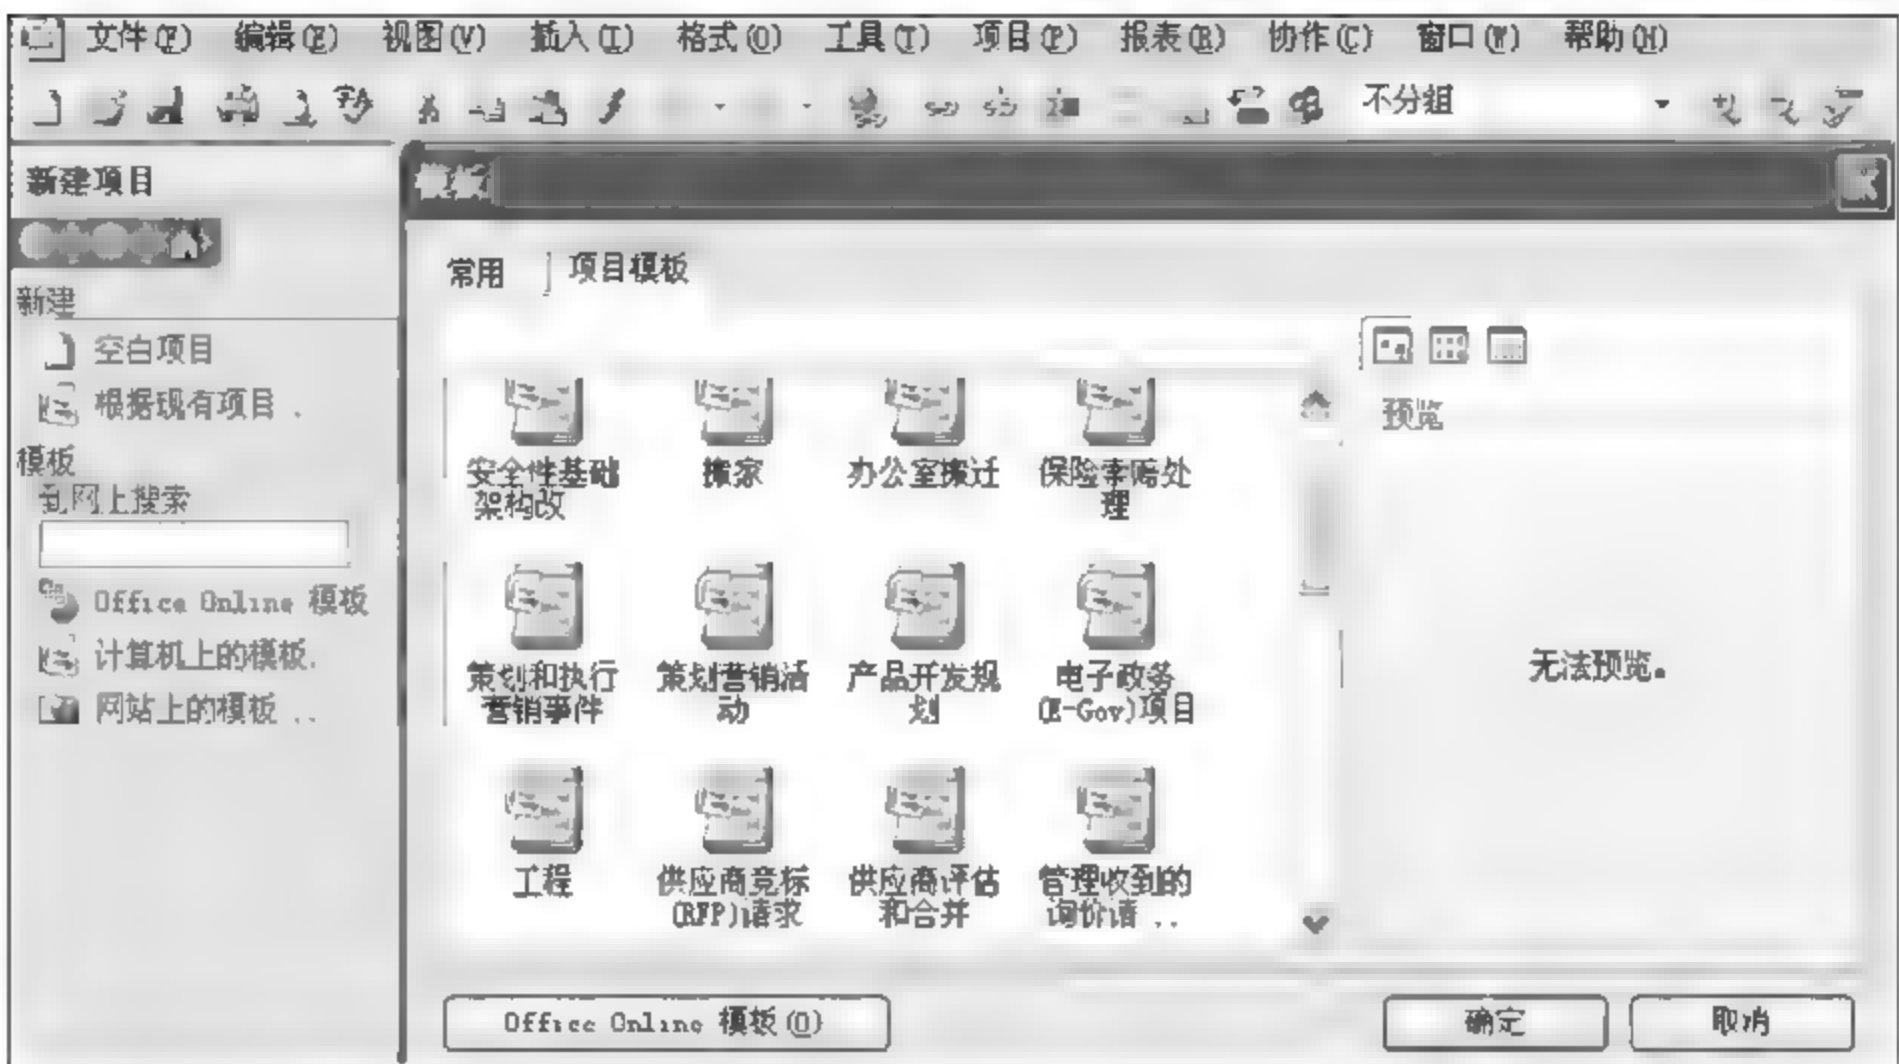 文件(F) 编辑(E) 视图(V) 插入(I) 格式(O) 工具(T) 项目(P) 报表(R) 协作(C) 窗口(W) 帮助(H)
不分组
新建项目
新建
空白项目
根据现有项目..
模板
到网上搜索
Office Online 模板
计算机上的模板.
网站上的模板...
模板
常用 项目模板
安全性基础
架构改
搬家
办公室搬迁
保险索赔处
理
策划和执行
营销事件
策划营销活
动
产品开发规
划
电子政务
(E-Gov)项目
工程
供应商竞标
(RFP)请求
供应商评估
和合并
管理收到的
询价请...
预览
无法预览。
Office Online 模板(O)
确定
取消